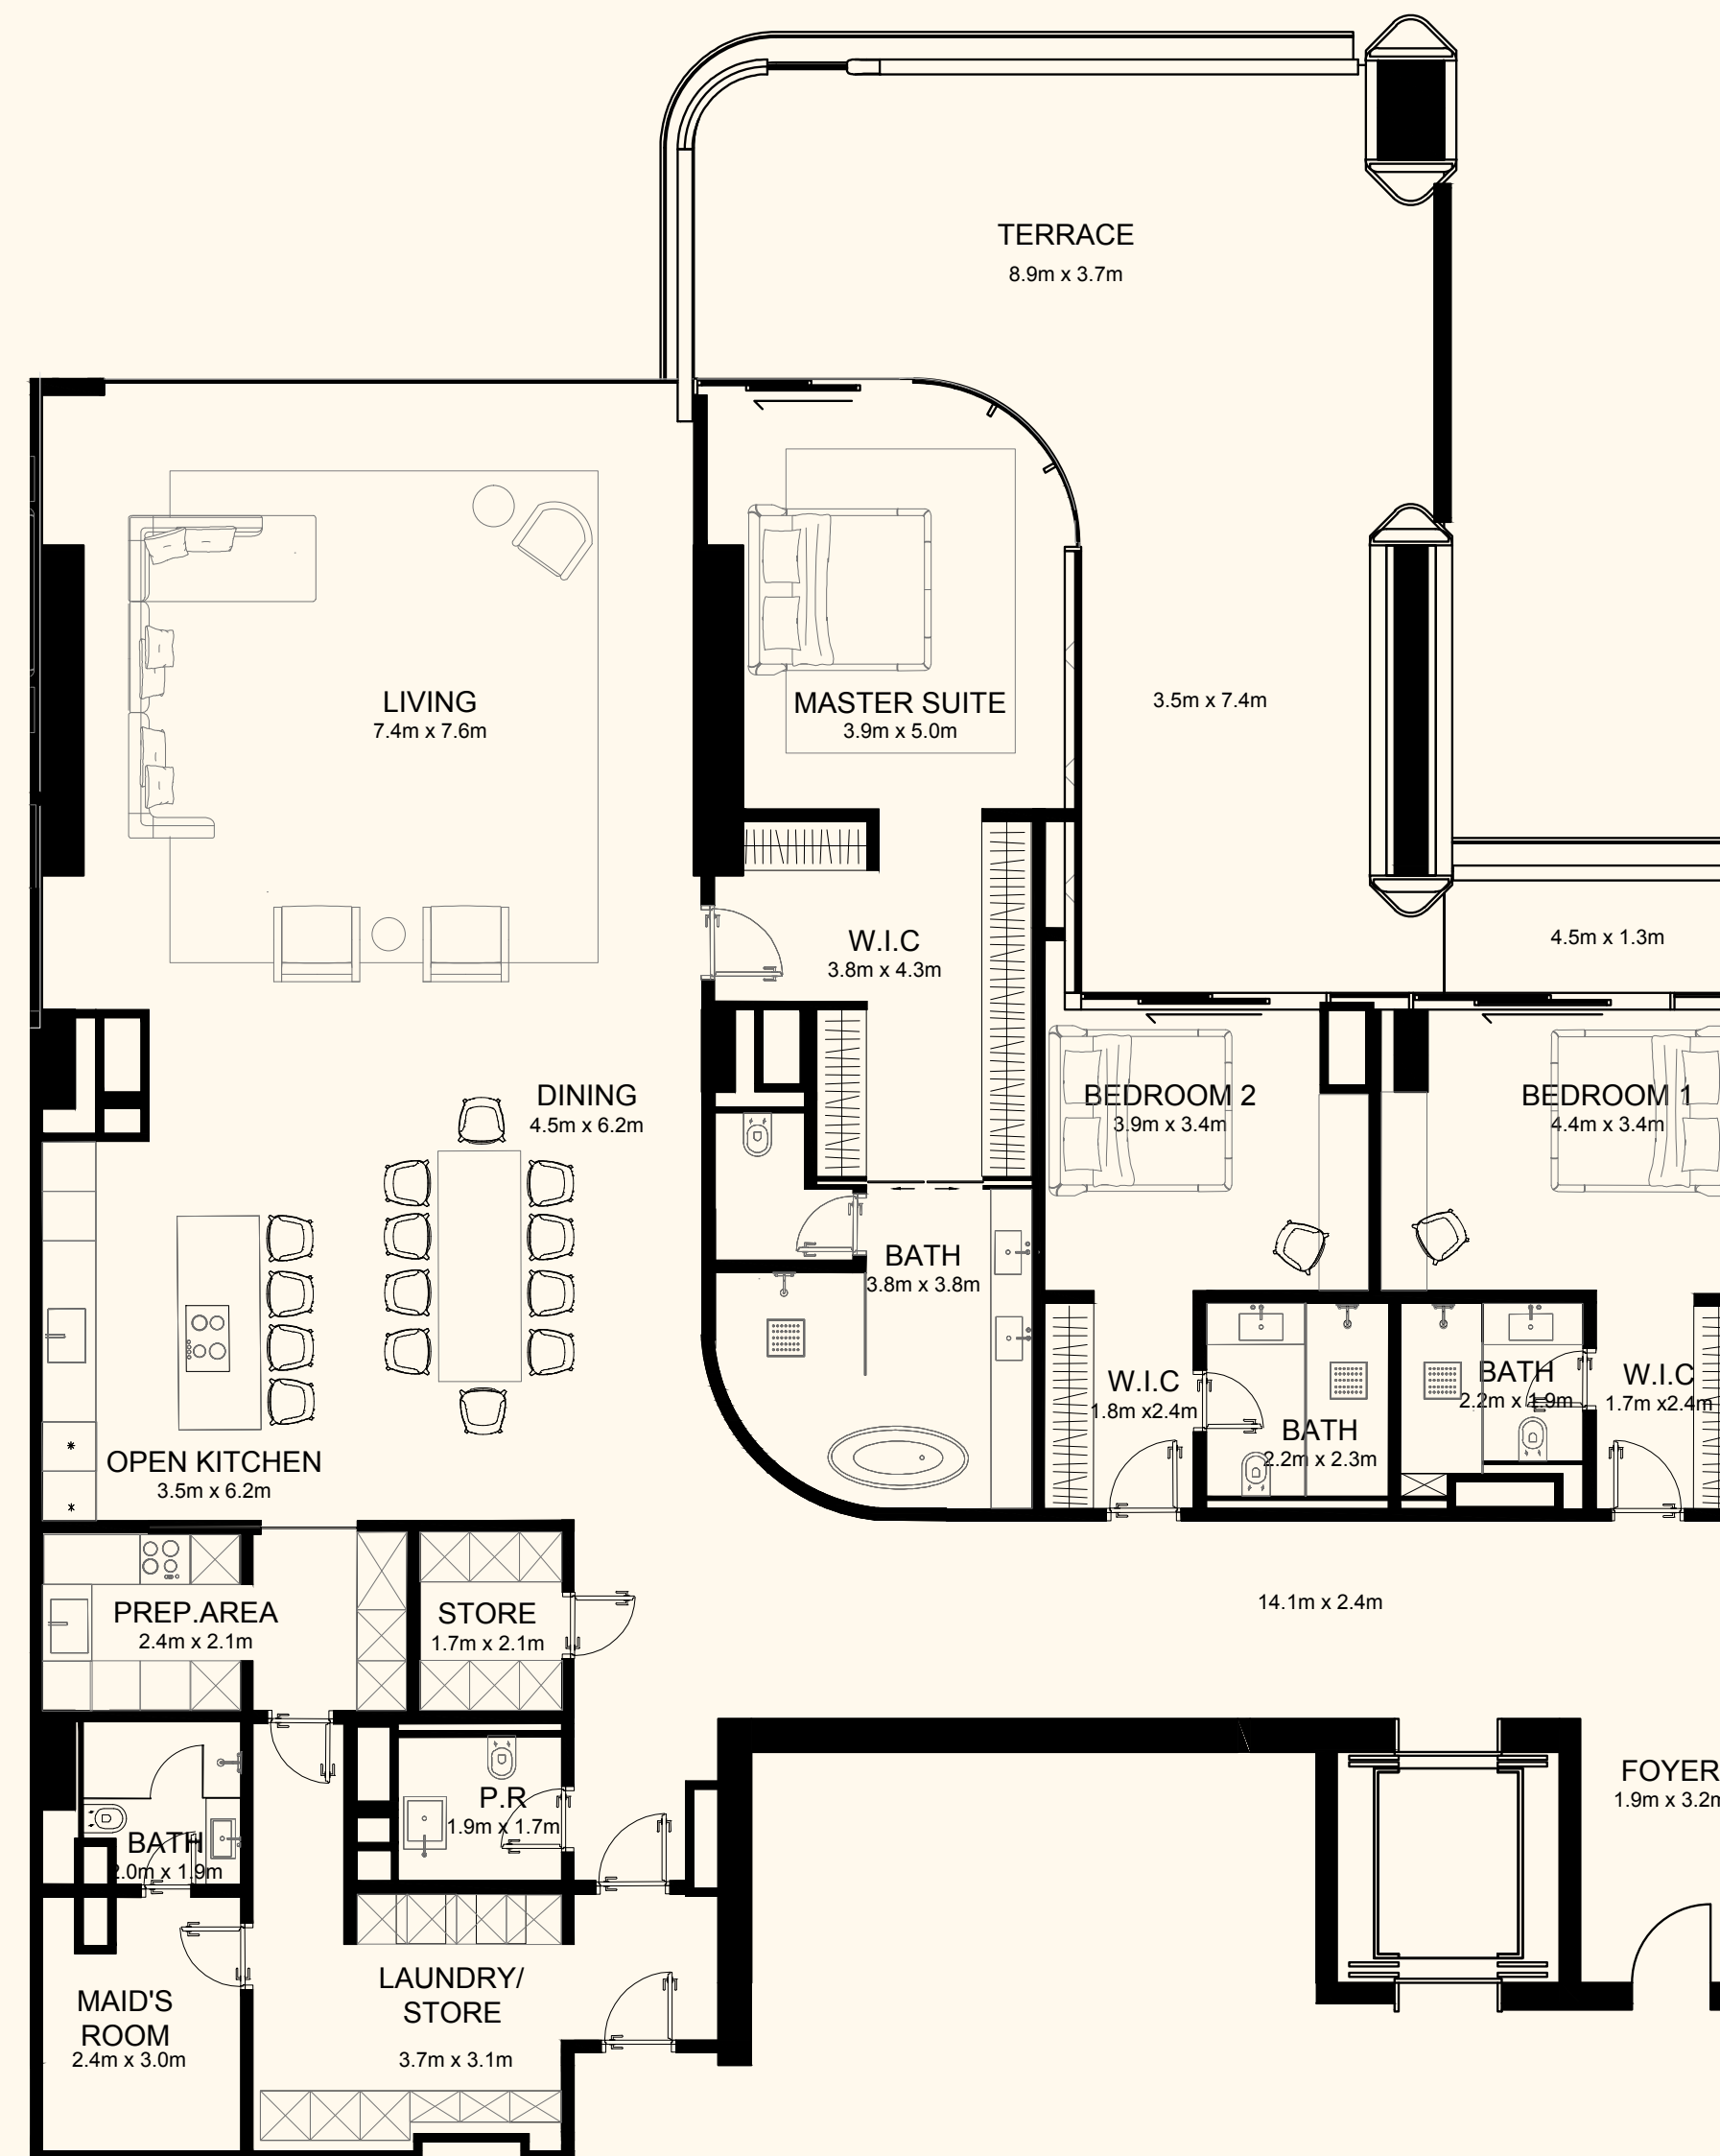 TERRACE
8.9m x 3.7m
LIVING
7.4m x 7.6m
MASTER SUITE
3.9m x 5.0m
3.5m x 7.4m
W.I.C
3.8m x 4.3m
4.5m x 1.3m
DINING
4.5m x 6.2m
BEDROOM 2
3.9m x 3.4m
BEDROOM 1
4.4m x 3.4m
BATH
3.8m x 3.8m
W.I.C
1.8m x2.4m
BATH
2.2m x 2.3m
BATH
2.2m x 1.9m
W.I.C
1.7m x2.4m
OPEN KITCHEN
3.5m x 6.2m
PREP.AREA
2.4m x 2.1m
STORE
1.7m x 2.1m
14.1m x 2.4m
P.R
1.9m x 1.7m
FOYER
1.9m x 3.2m
BATH
2.0m x 1.9m
MAID'S
ROOM
2.4m x 3.0m
LAUNDRY/
STORE
3.7m x 3.1m